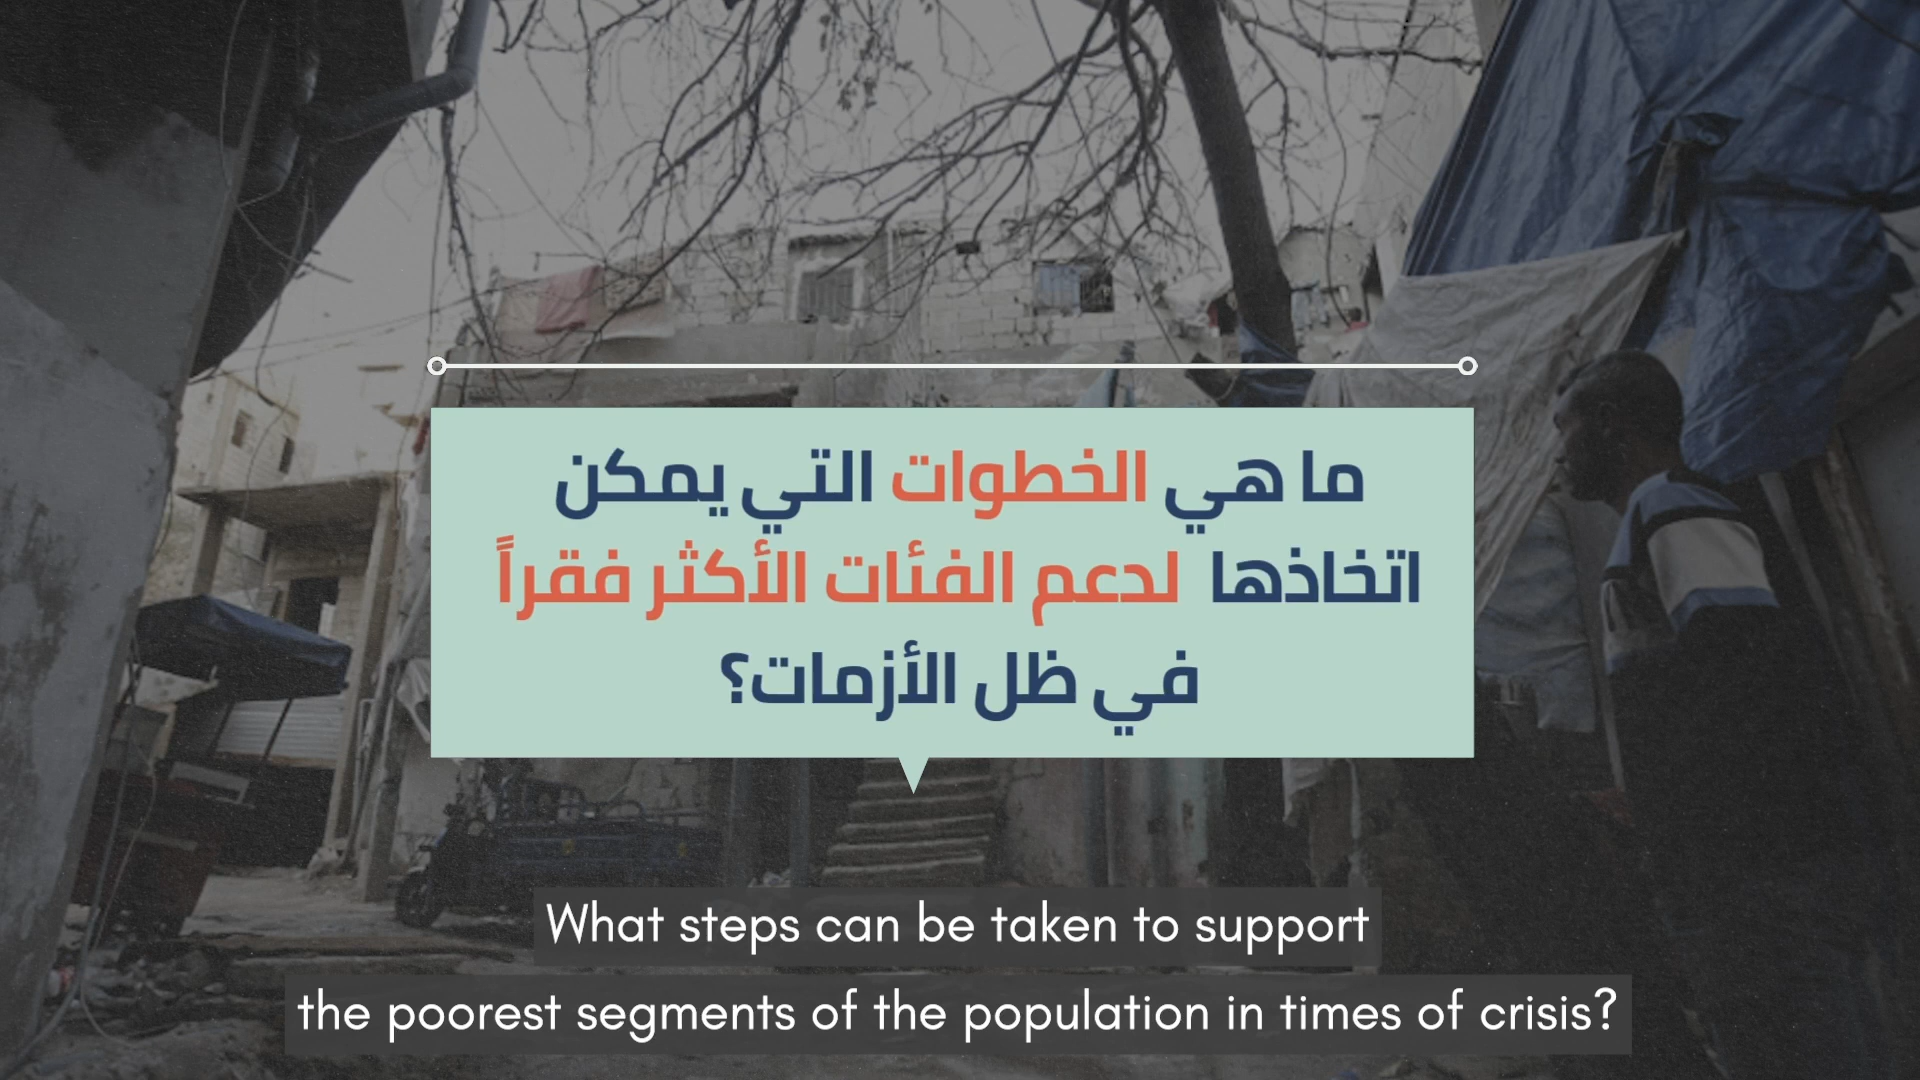 ما هي الخطوات التي يمكن
اتخاذها لدعم الفئات الأكثر فقراً
في ظل الأزمات؟
What steps can be taken to support
the poorest segments of the population in times of crisis?